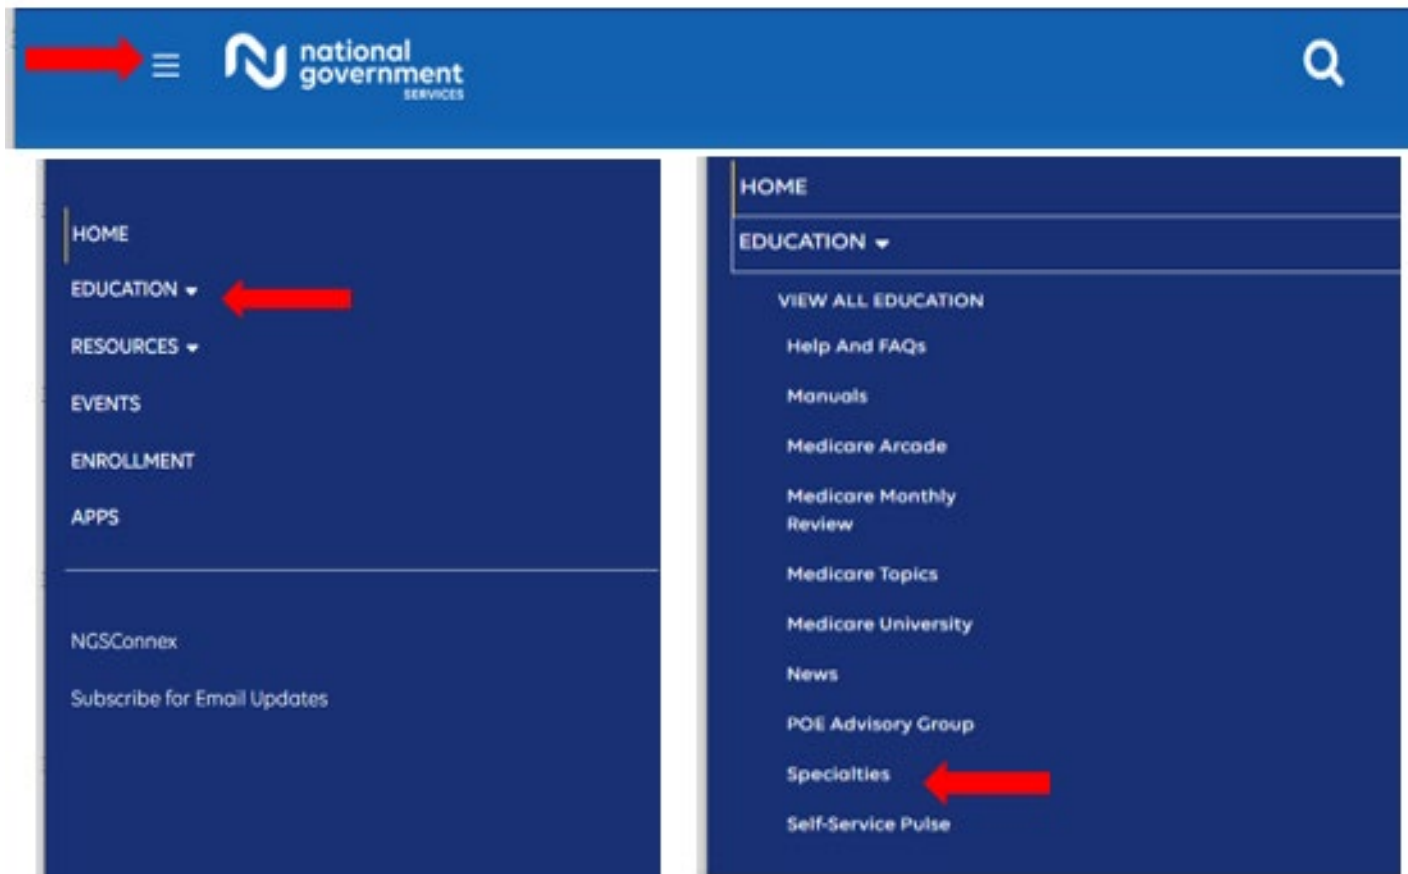 national
government
SERVICES
HOME
EDUCATION
RESOURCES
EVENTS
ENROLLMENT
APPS
NGSConnex
Subscribe for Email Updates
HOME
EDUCATION
VIEW ALL EDUCATION
Help And FAQs
Manuals
Medicare Arcade
Medicare Monthly
Review
Medicare Topics
Medicare University
News
POE Advisory Group
Specialties
Self-Service Pulse